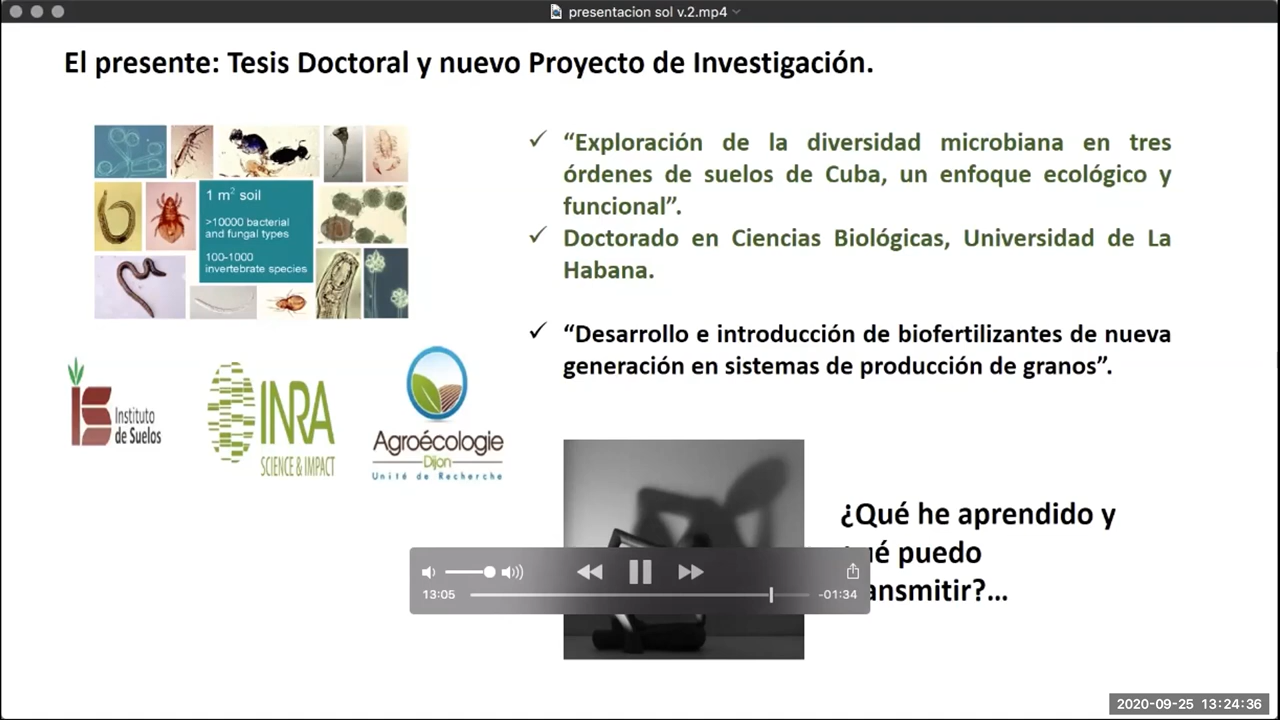 presentacion sol v.2.mp4
El presente: Tesis Doctoral y nuevo Proyecto de Investigación.
1 m² soil
>10000 bacterial
and fungal types
100-1000
invertebrate species
Instituto
de Suelos
INRA
SCIENCE & IMPACT
Agroécologie
Dijon
Unité de Recherche
“Exploración de la diversidad microbiana en tres
órdenes de suelos de Cuba, un enfoque ecológico y
funcional”.
Doctorado en Ciencias Biológicas, Universidad de La
Habana.
“Desarrollo e introducción de biofertilizantes de nueva
generación en sistemas de producción de granos”.
¿Qué he aprendido y
puedo
13:05
-01:34
2020-09-25 13:24:36